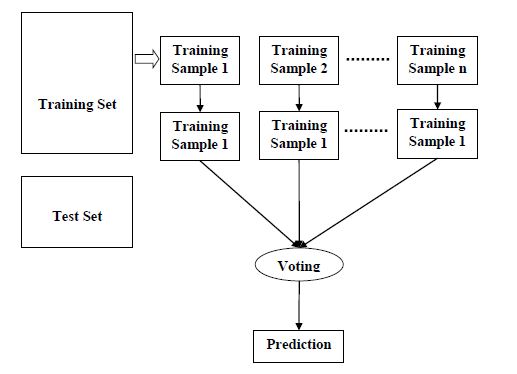 Training Set
Training
Sample 1
Training
Sample 2
.........
Training
Sample n
Training
Sample 1
Training
Sample 1
.........
Training
Sample 1
Test Set
Voting
Prediction